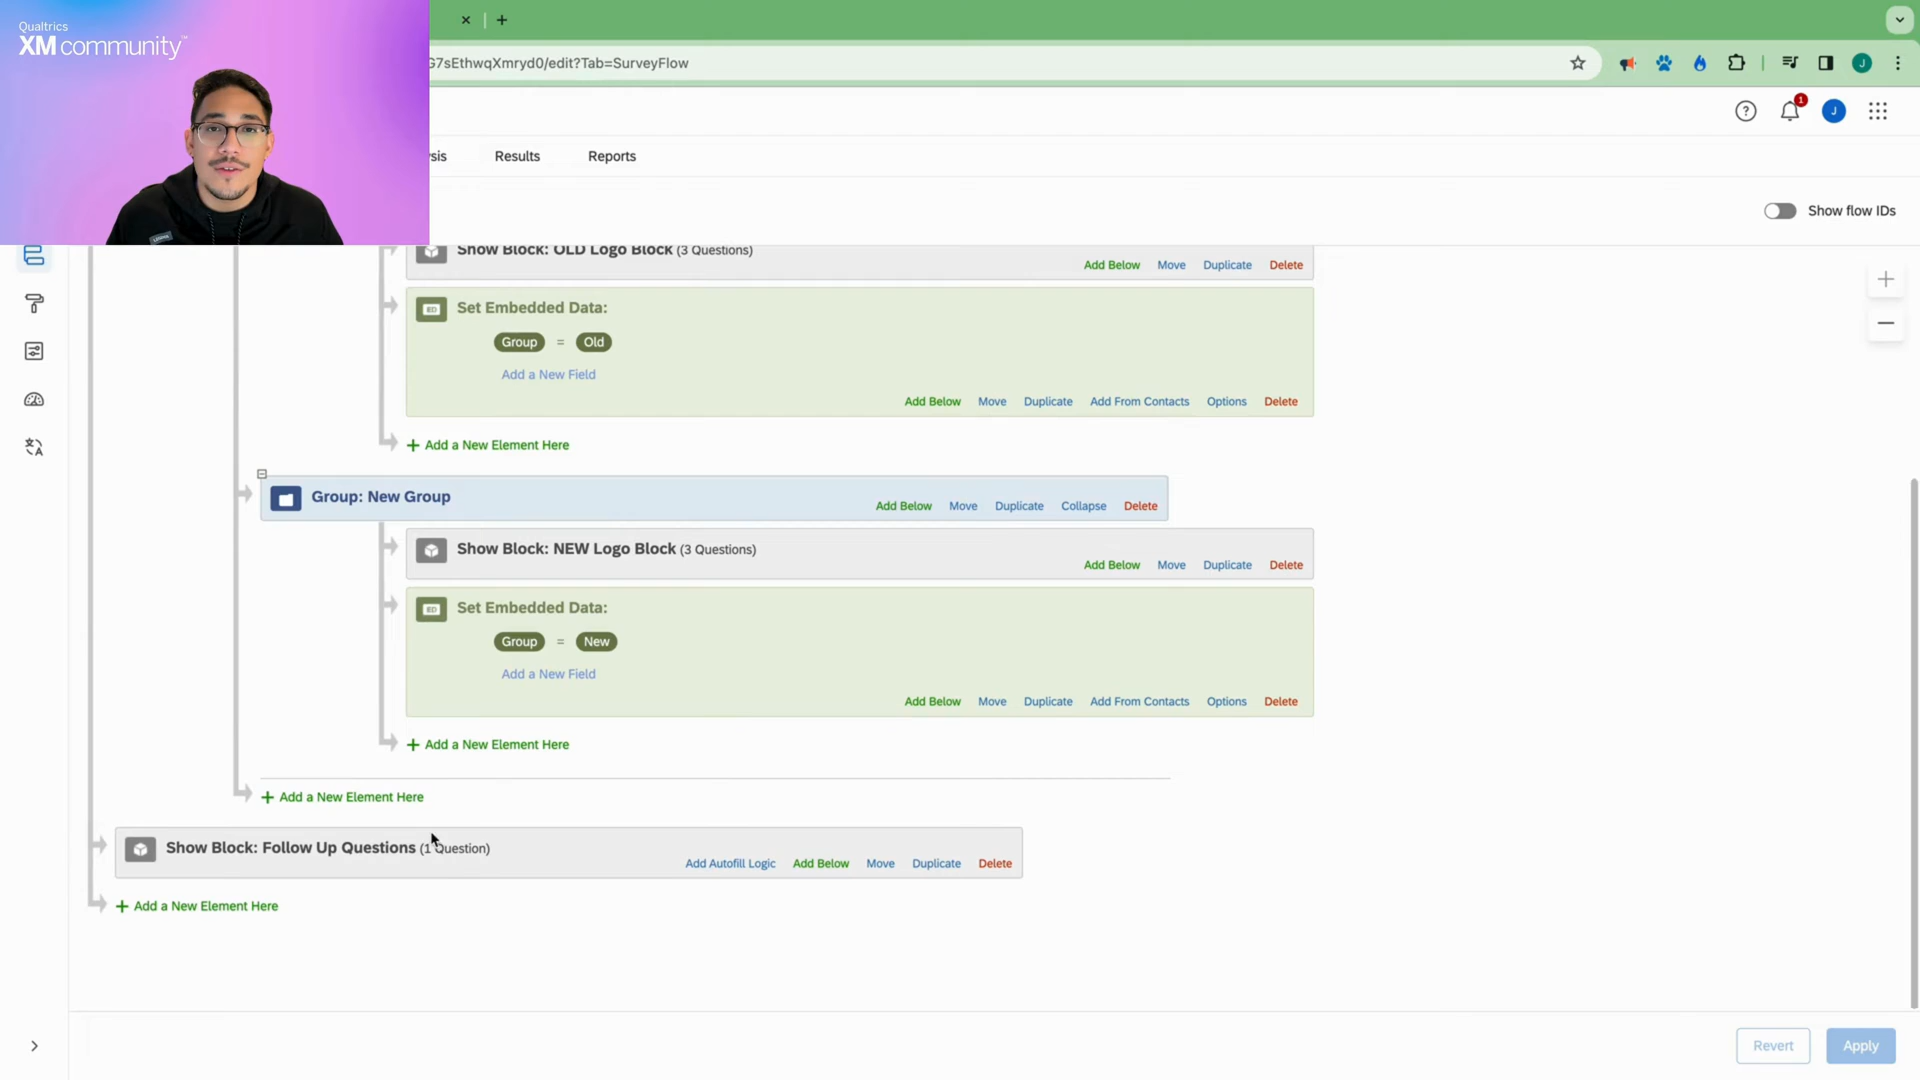 Qualtrics
XM community™
G7sEthwqXmryd0/edit?Tab=SurveyFlow
J
1
J
sis
Results
Reports
Show flow IDs
Show Block: OLD Logo Block (3 Questions)
Add Below Move Duplicate Delete
ED
Set Embedded Data:
Group = Old
Add a New Field
Add Below Move Duplicate Add From Contacts Options Delete
+ Add a New Element Here
Group: New Group
Add Below Move Duplicate Collapse Delete
Show Block: NEW Logo Block (3 Questions)
Add Below Move Duplicate Delete
ED
Set Embedded Data:
Group = New
Add a New Field
Add Below Move Duplicate Add From Contacts Options Delete
+ Add a New Element Here
+ Add a New Element Here
Show Block: Follow Up Questions (1 Question)
Add Autofill Logic Add Below Move Duplicate Delete
+ Add a New Element Here
Revert
Apply